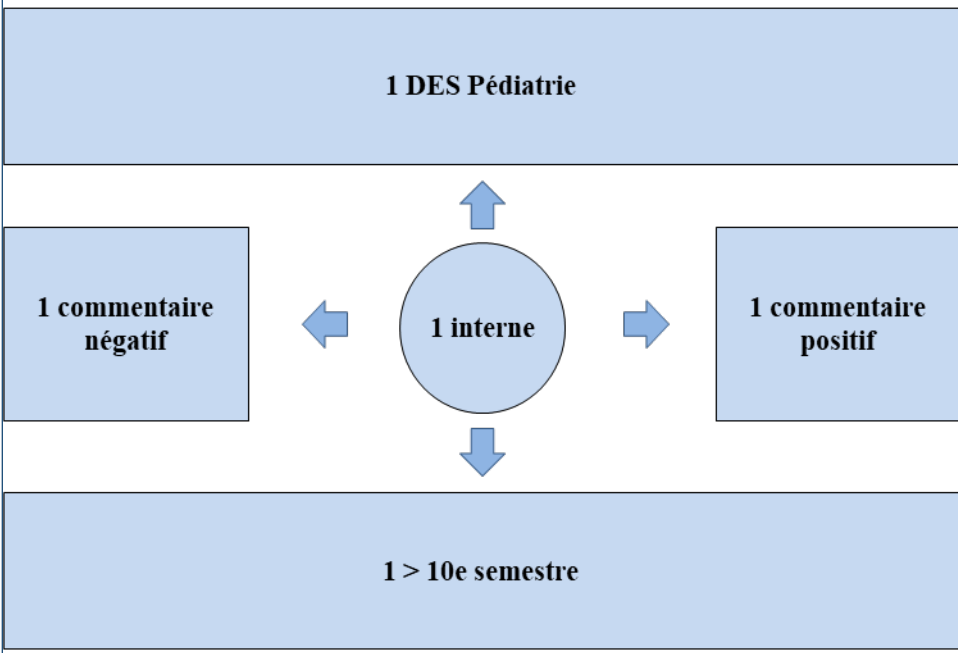 1 DES Pédiatrie
1 commentaire
négatif
1 interne
1 commentaire
positif
1 > 10e semestre